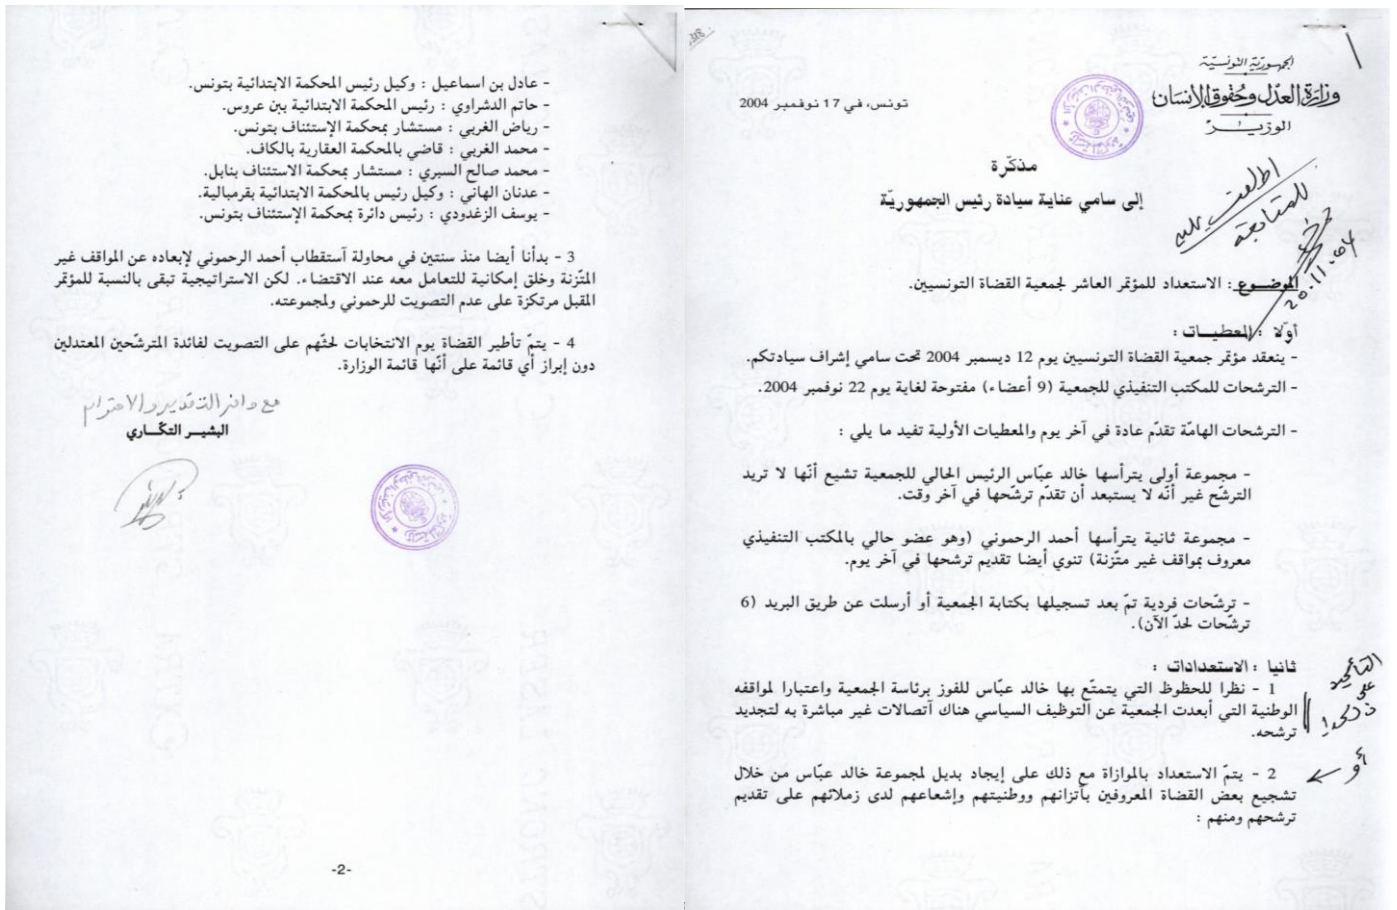 الجمهورية التونسية
وزارة العدل وحقوق الإنسان
الوزير
تونس، في 17 نوفمبر 2004
مذكّرة
إلى سامي عناية سيادة رئيس الجمهوريّة
اطلعت عليه
للمتابعة
20.11.04
الموضوع : الاستعداد للمؤتمر العاشر لجمعية القضاة التونسيين.
أوّلا : المعطيات :
- ينعقد مؤتمر جمعية القضاة التونسيين يوم 12 ديسمبر 2004 تحت سامي إشراف سيادتكم.
- الترشحات للمكتب التنفيذي للجمعية (9 أعضاء) مفتوحة لغاية يوم 22 نوفمبر 2004.
- الترشحات الهامّة تقدّم عادة في آخر يوم والمعطيات الأولية تفيد ما يلي :
- مجموعة أولى يترأسها خالد عبّاس الرئيس الحالي للجمعية تشيع أنّها لا تريد
الترشّح غير أنّه لا يستبعد أن تقدّم ترشّحها في آخر وقت.
- مجموعة ثانية يترأسها أحمد الرحموني (وهو عضو حالي بالمكتب التنفيذي
معروف بمواقف غير متّزنة) تنوي أيضا تقديم ترشحها في آخر يوم.
- ترشّحات فردية تمّ بعد تسجيلها بكتابة الجمعية أو أرسلت عن طريق البريد (6
ترشّحات لحدّ الآن).
ثانيا : الاستعدادات :
1 - نظرا للحظوظ التي يتمتّع بها خالد عبّاس للفوز برئاسة الجمعية واعتبارا لمواقفه
الوطنية التي أبعدت الجمعية عن التوظيف السياسي هناك آتصالات غير مباشرة به لتجديد
ترشحه.
التأكيد
على
أو
2 - يتمّ الاستعداد بالموازاة مع ذلك على إيجاد بديل لمجموعة خالد عبّاس من خلال
تشجيع بعض القضاة المعروفين بآتزانهم ووطنيتهم وإشعاعهم لدى زملائهم على تقديم
ترشحهم ومنهم :
- عادل بن اسماعيل : وكيل رئيس المحكمة الابتدائية بتونس.
- حاتم الدشراوي : رئيس المحكمة الابتدائية ببن عروس.
- رياض الغربي : مستشار بمحكمة الإستئناف بتونس.
- محمد الغربي : قاضي بالمحكمة العقارية بالكاف.
- محمد صالح السبري : مستشار بمحكمة الاستئناف بنابل.
- عدنان الهاني : وكيل رئيس بالمحكمة الابتدائية بقرمبالية.
- يوسف الزغدودي : رئيس دائرة بمحكمة الإستئناف بتونس.
3 - بدأنا أيضا منذ سنتين في محاولة آستقطاب أحمد الرحموني لإبعاده عن المواقف غير
المتّزنة وخلق إمكانية للتعامل معه عند الاقتضاء. لكن الاستراتيجية تبقى بالنسبة للمؤتمر
المقبل مرتكزة على عدم التصويت للرحموني ولمجموعته.
4 - يتمّ تأطير القضاة يوم الانتخابات لحثّهم على التصويت لفائدة المترشّحين المعتدلين
دون إبراز أي قائمة على أنّها قائمة الوزارة.
مع وافر التقدير والاحترام
البشير التكّاري
-2-